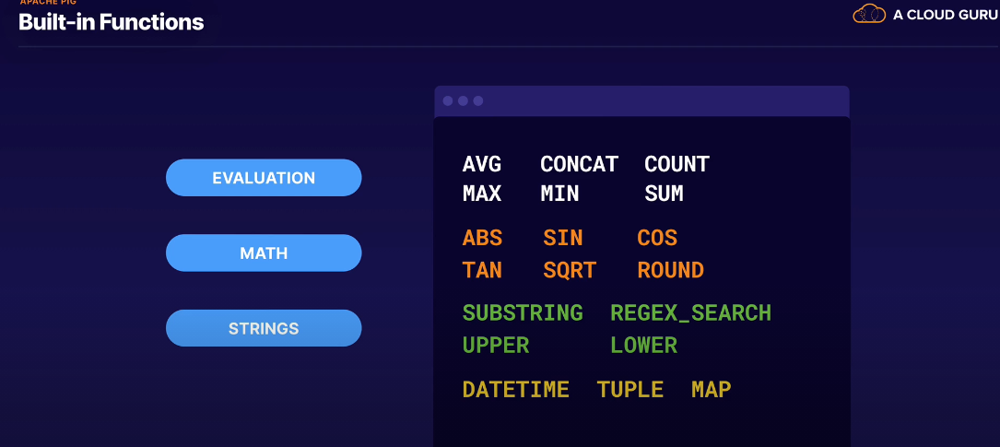 APACHE PIG
Built-in Functions
A CLOUD GURU
EVALUATION
MATH
STRINGS
AVG CONCAT COUNT
MAX MIN SUM
ABS SIN COS
TAN SQRT ROUND
SUBSTRING REGEX_SEARCH
UPPER LOWER
DATETIME TUPLE MAP